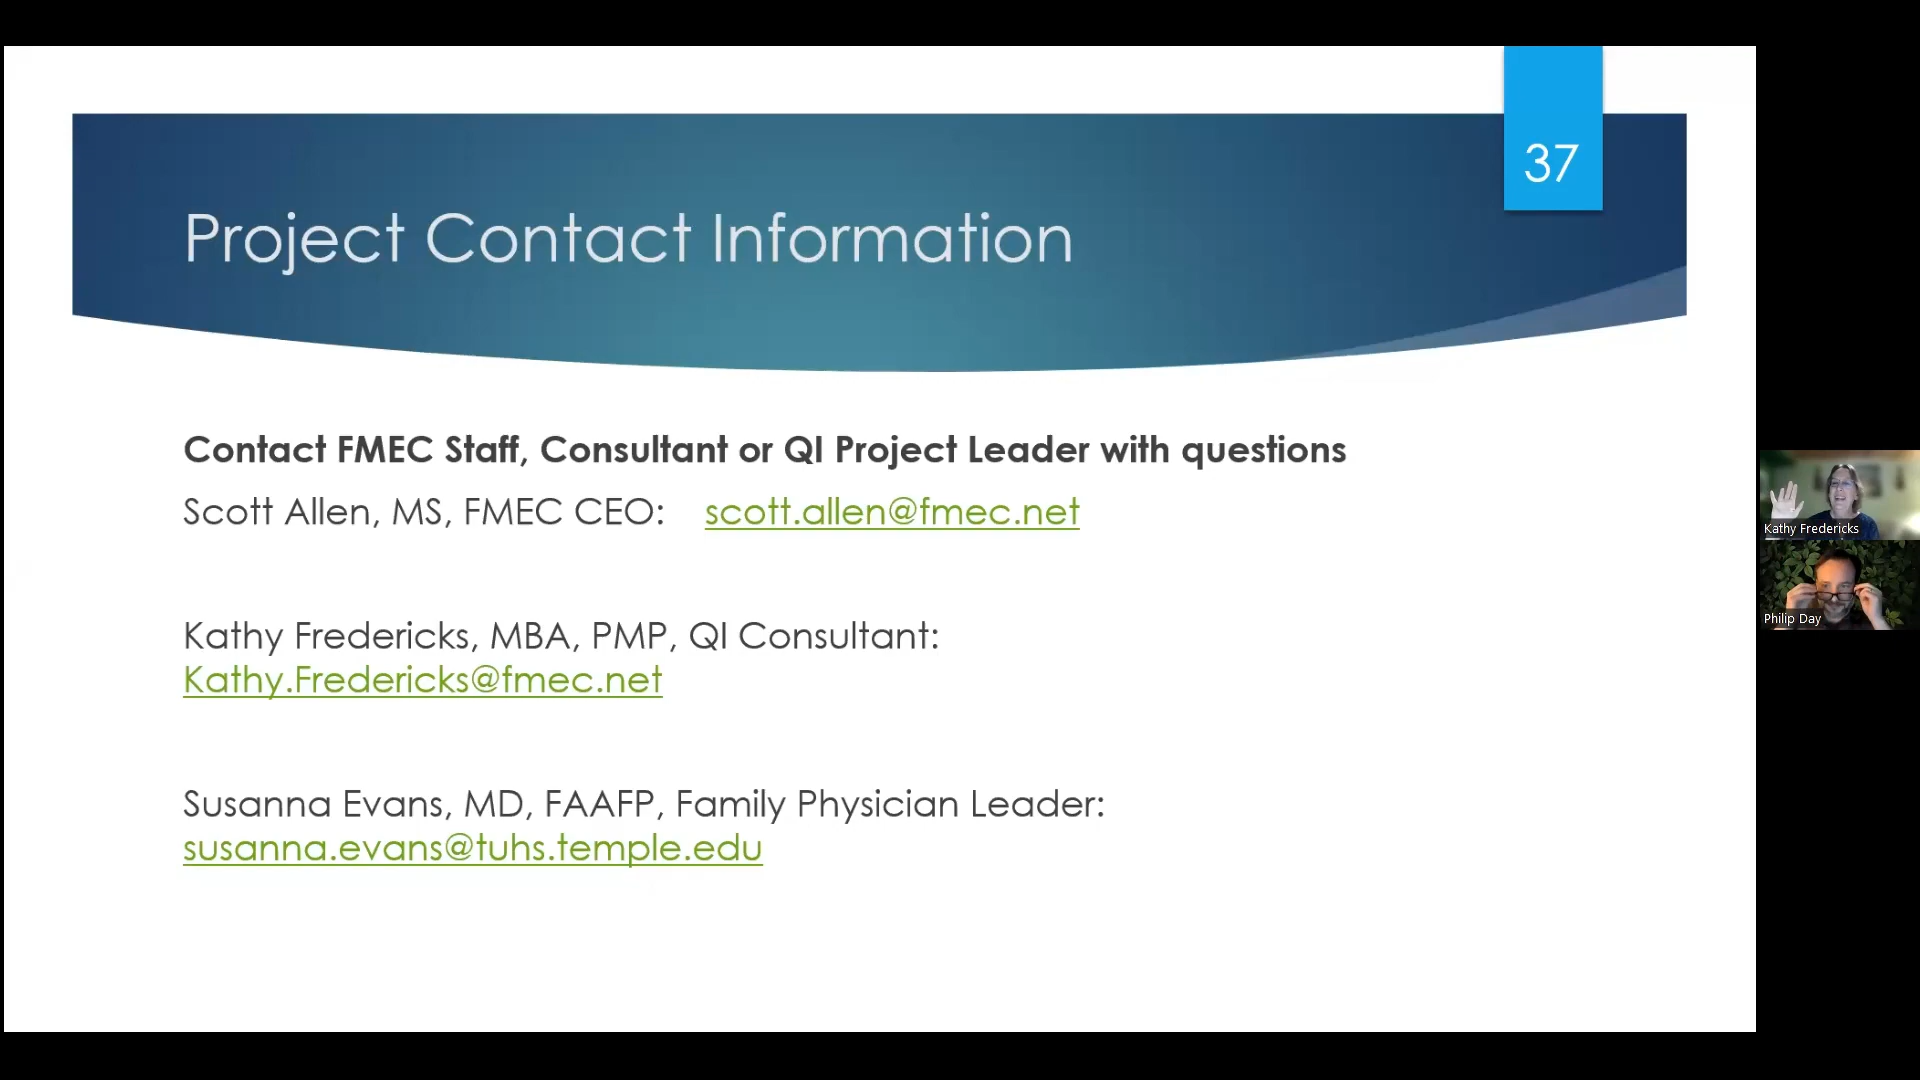 37
Project Contact Information
Contact FMEC Staff, Consultant or QI Project Leader with questions
Scott Allen, MS, FMEC CEO: scott.allen@fmec.net
Kathy Fredericks, MBA, PMP, QI Consultant:
Kathy.Fredericks@fmec.net
Susanna Evans, MD, FAAFP, Family Physician Leader:
susanna.evans@tuhs.temple.edu
Kathy Fredericks
Philip Day